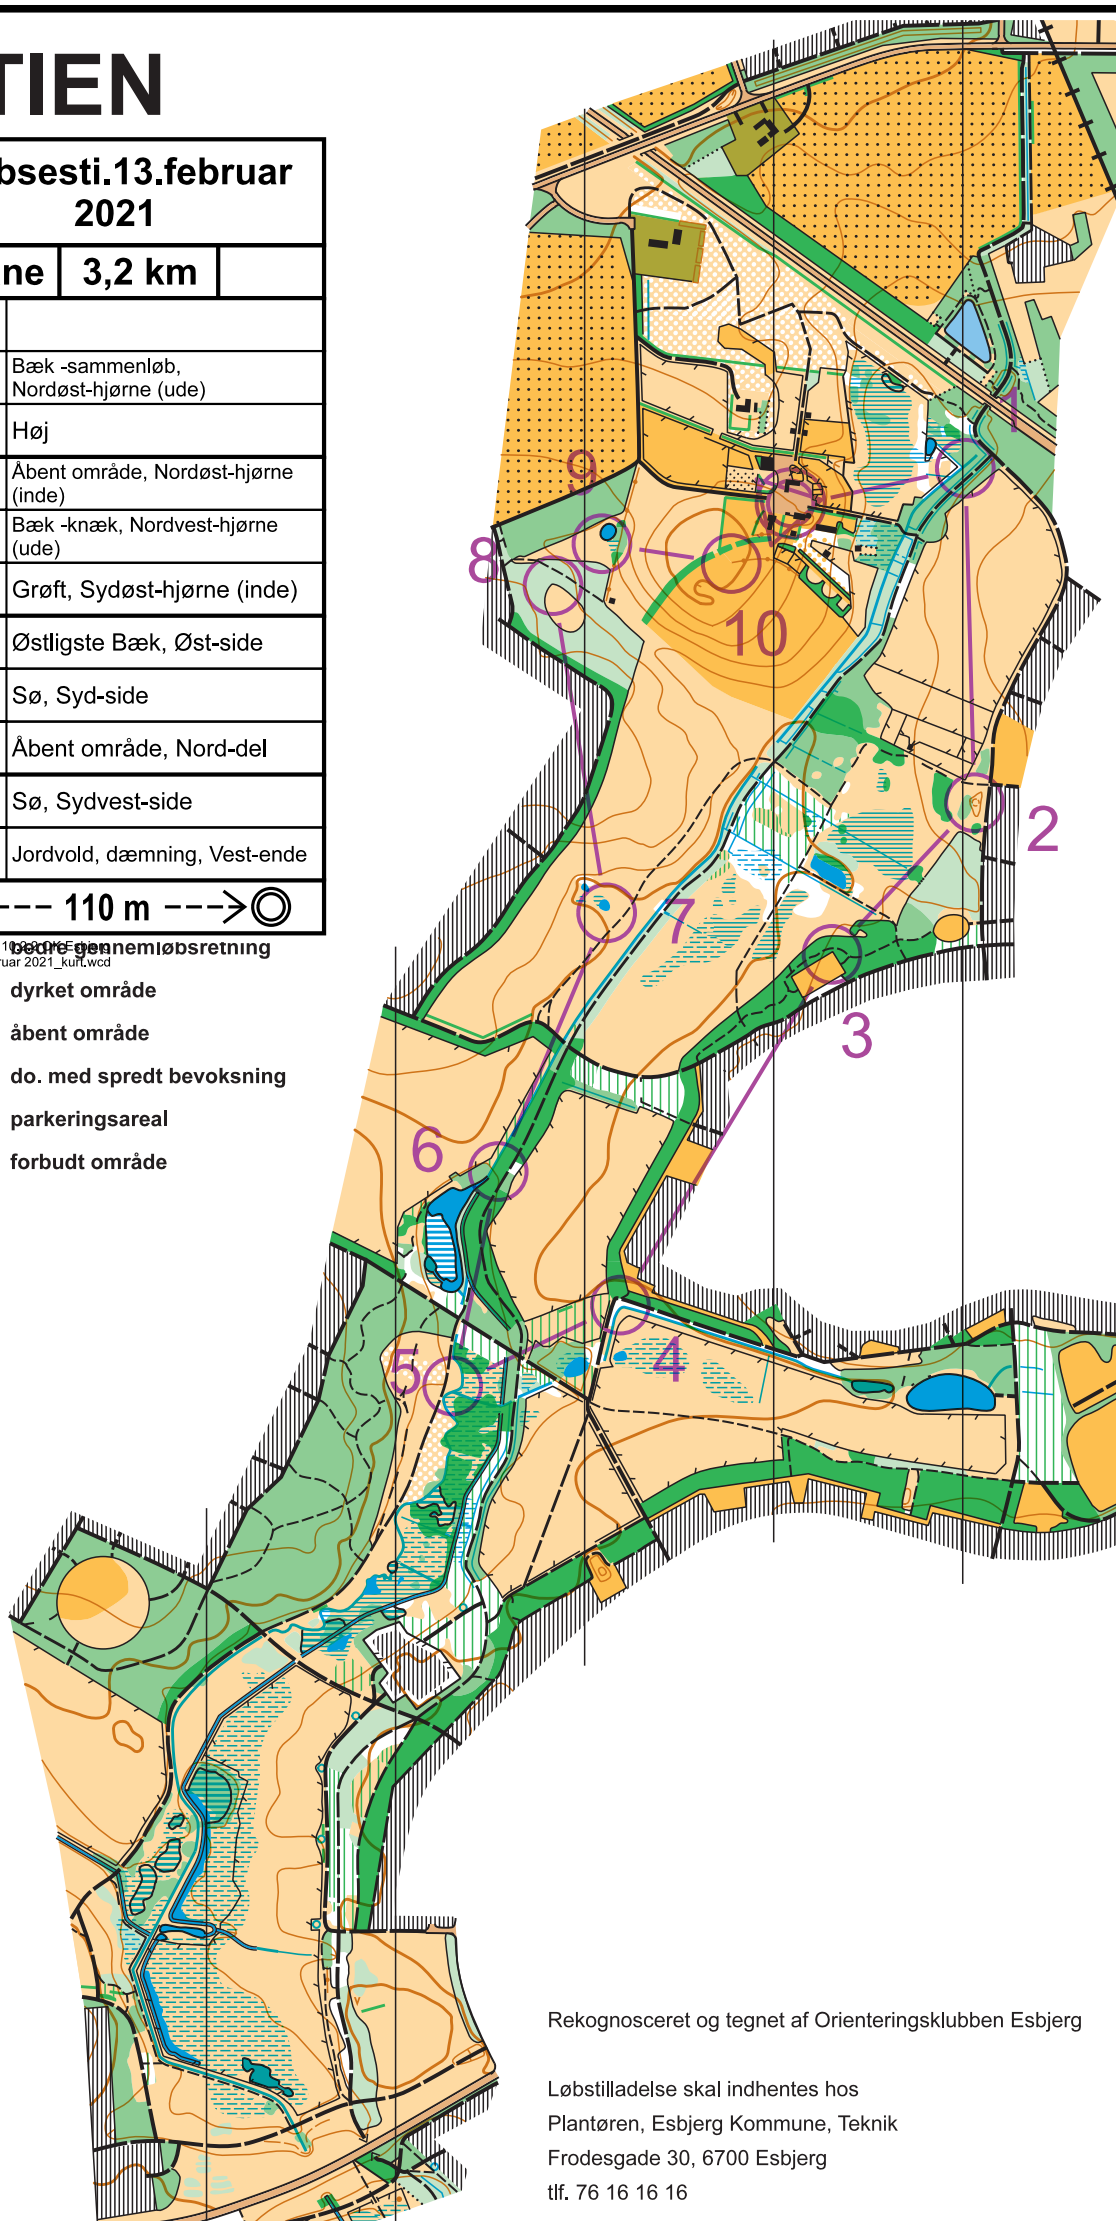 TIEN
bsesti.13.februar
2021
ne 3,2 km
Bæk -sammenløb,
Nordøst-hjørne (ude)
Høj
Åbent område, Nordøst-hjørne
(inde)
Bæk -knæk, Nordvest-hjørne
(ude)
Grøft, Sydøst-hjørne (inde)
Østligste Bæk, Øst-side
Sø, Syd-side
Åbent område, Nord-del
Sø, Sydvest-side
Jordvold, dæmning, Vest-ende
110 m
bedre gennemløbsretning
uar 2021_kurt.wcd
dyrket område
åbent område
do. med spredt bevoksning
parkeringsareal
forbudt område
1
2
3
4
5
6
7
8
9
10
Rekognosceret og tegnet af Orienteringsklubben Esbjerg
Løbstilladelse skal indhentes hos
Plantøren, Esbjerg Kommune, Teknik
Frodesgade 30, 6700 Esbjerg
tlf. 76 16 16 16